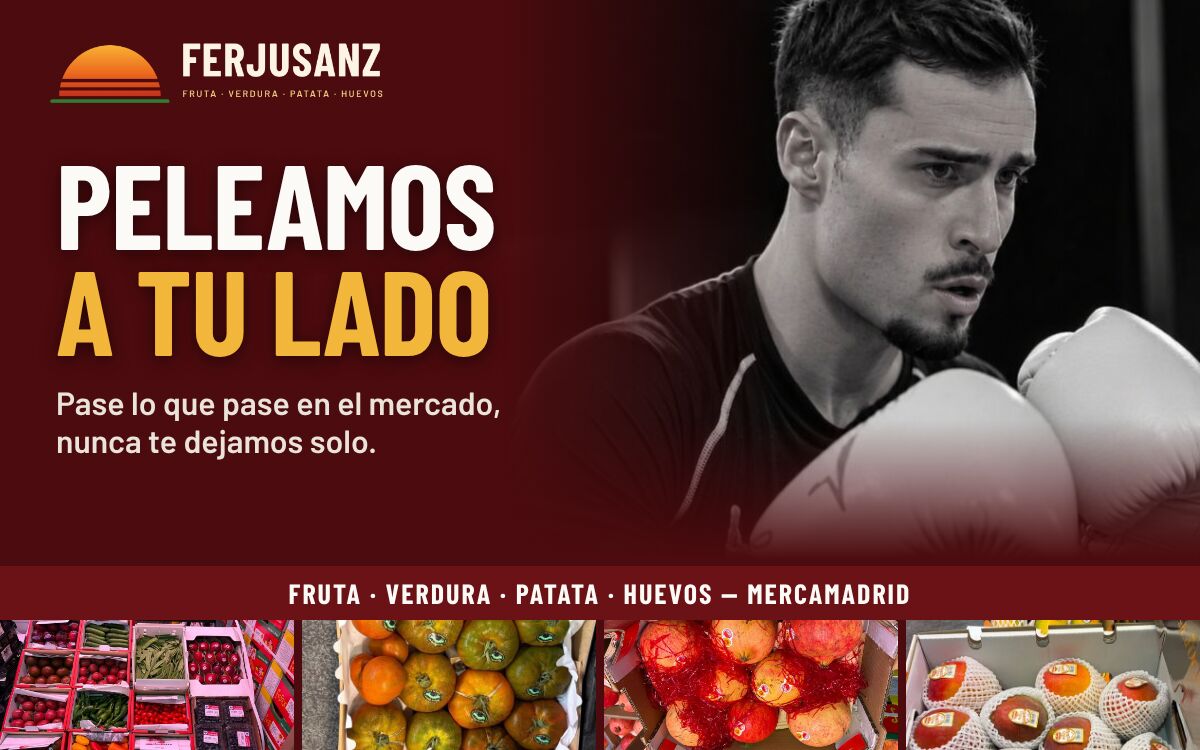 FERJUSANZ
FRUTA · VERDURA · PATATA · HUEVOS
PELEAMOS
A TU LADO
Pase lo que pase en el mercado,
nunca te dejamos solo.
FRUTA · VERDURA · PATATA · HUEVOS – MERCAMADRID